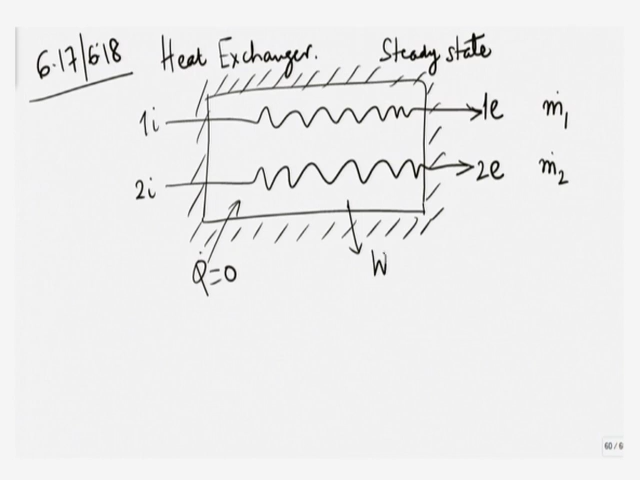 6.17/6.18 Heat Exchanger. Steady state
1i 1e ṁ₁
2i 2e ṁ₂
Q̇=0 W
60 / 6